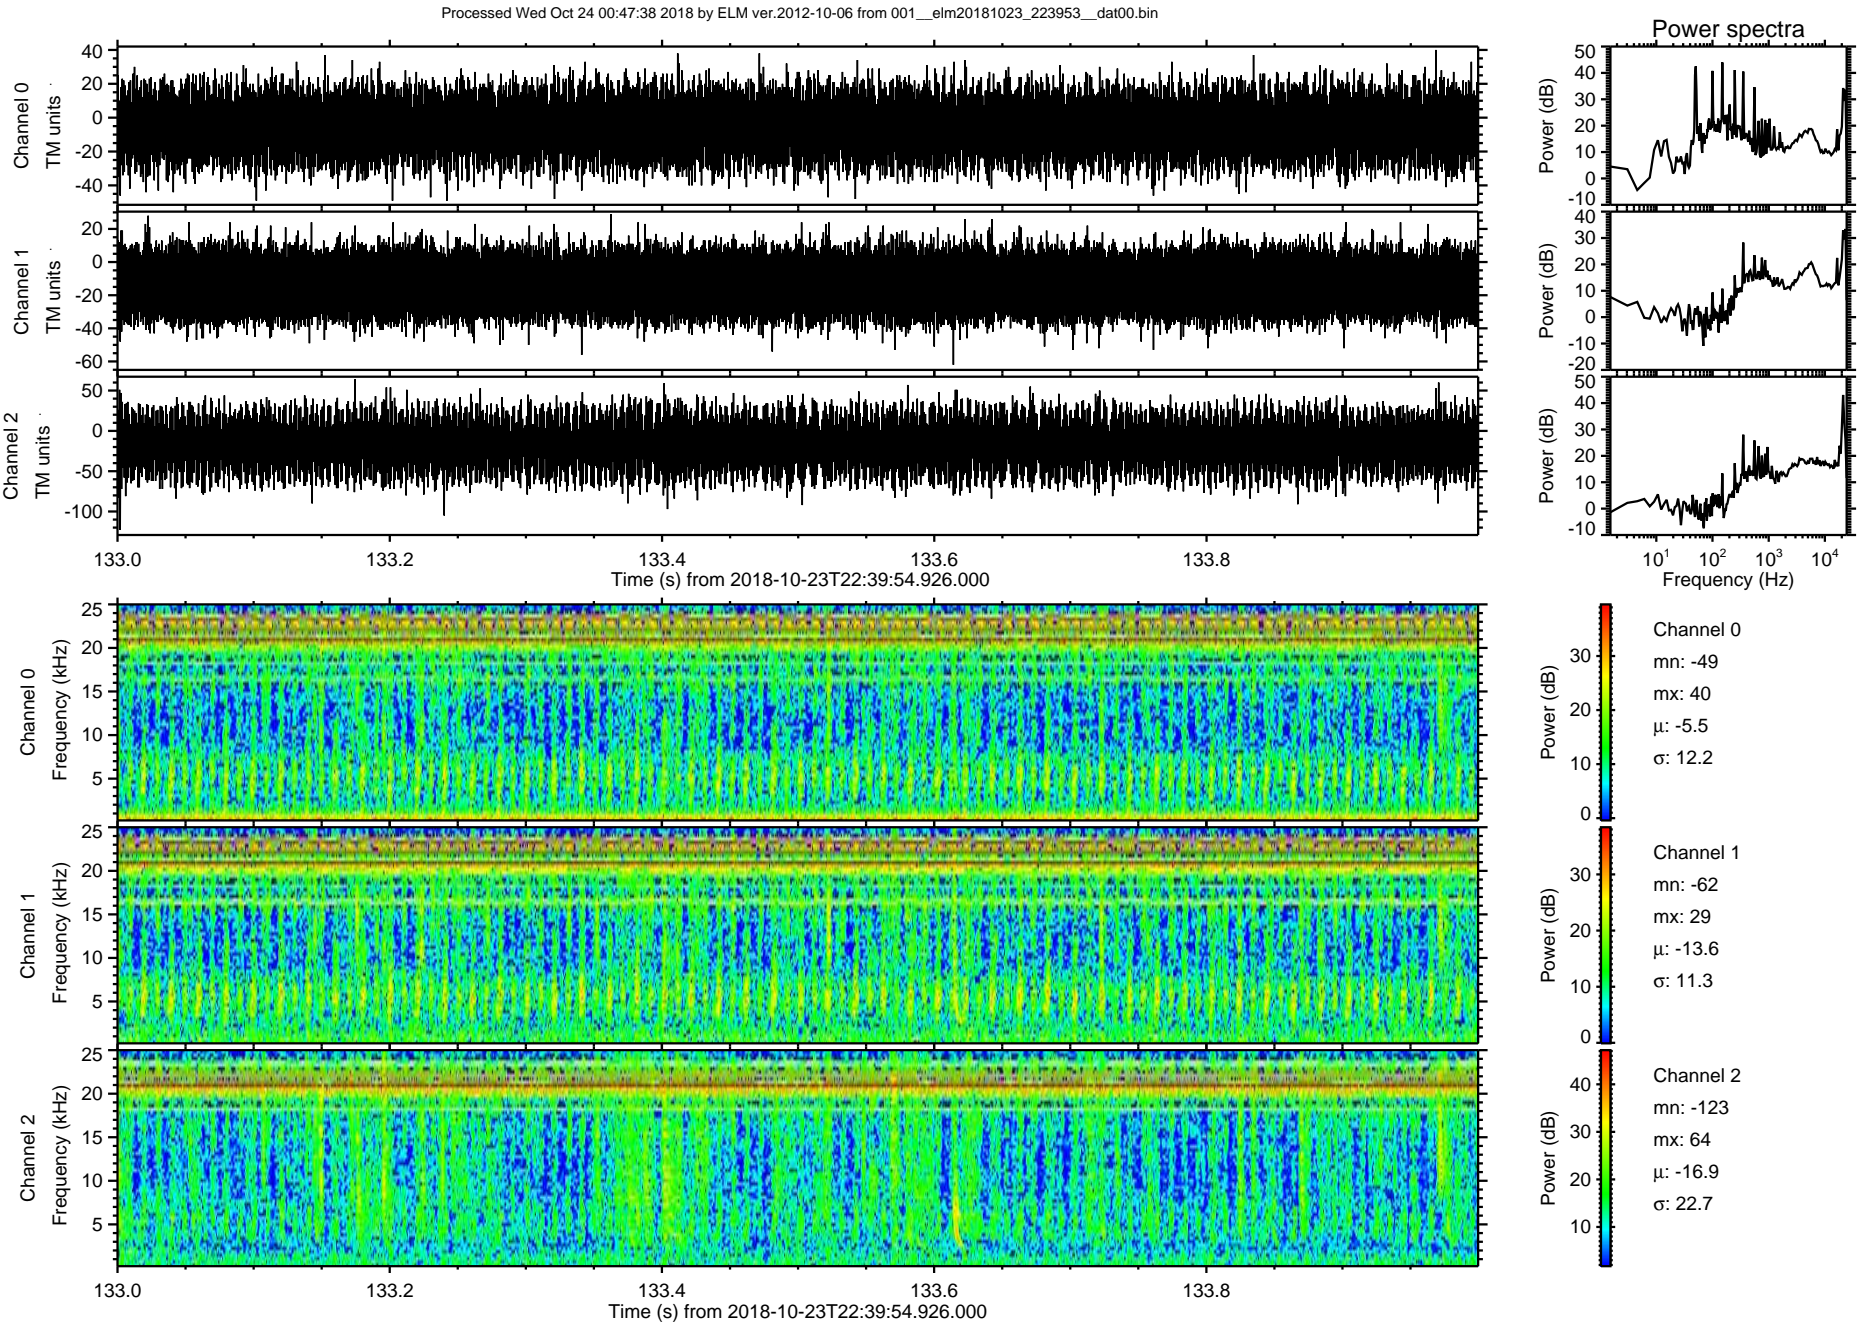 Processed Wed Oct 24 00:47:38 2018 by ELM ver.2012-10-06 from 001__elm20181023_223953__dat00.bin
Power spectra
Channel 0
TM units
40
20
0
-20
-40
Power (dB)
50
40
30
20
10
0
-10
Channel 1
TM units
20
0
-20
-40
-60
Power (dB)
40
30
20
10
0
-10
-20
Channel 2
TM units
50
0
-50
-100
Power (dB)
50
40
30
20
10
0
-10
133.0 133.2 133.4 133.6 133.8
Time (s) from 2018-10-23T22:39:54.926.000
10¹ 10² 10³ 10⁴
Frequency (Hz)
Channel 0
Frequency (kHz)
25
20
15
10
5
Power (dB)
30
20
10
0
Channel 0
mn: -49
mx: 40
μ: -5.5
σ: 12.2
Channel 1
Frequency (kHz)
25
20
15
10
5
Power (dB)
30
20
10
0
Channel 1
mn: -62
mx: 29
μ: -13.6
σ: 11.3
Channel 2
Frequency (kHz)
25
20
15
10
5
Power (dB)
40
30
20
10
Channel 2
mn: -123
mx: 64
μ: -16.9
σ: 22.7
133.0 133.2 133.4 133.6 133.8
Time (s) from 2018-10-23T22:39:54.926.000